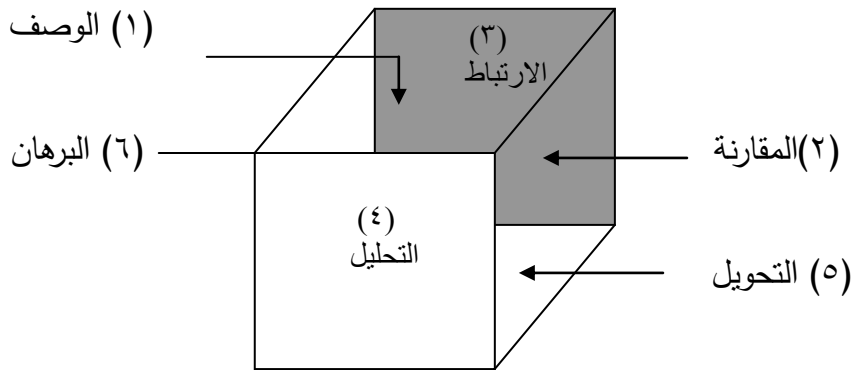 (١) الوصف
(٣)
الارتباط
(٦) البرهان
(٢)المقارنة
(٤)
التحليل
(٥) التحويل